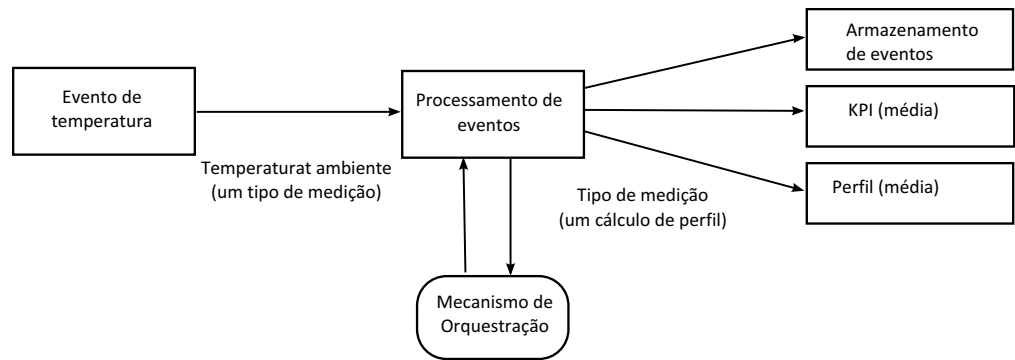 Evento de
temperatura
Temperaturat ambiente
(um tipo de medição)
Processamento de
eventos
Tipo de medição
(um cálculo de perfil)
Mecanismo de
Orquestração
Armazenamento
de eventos
KPI (média)
Perfil (média)